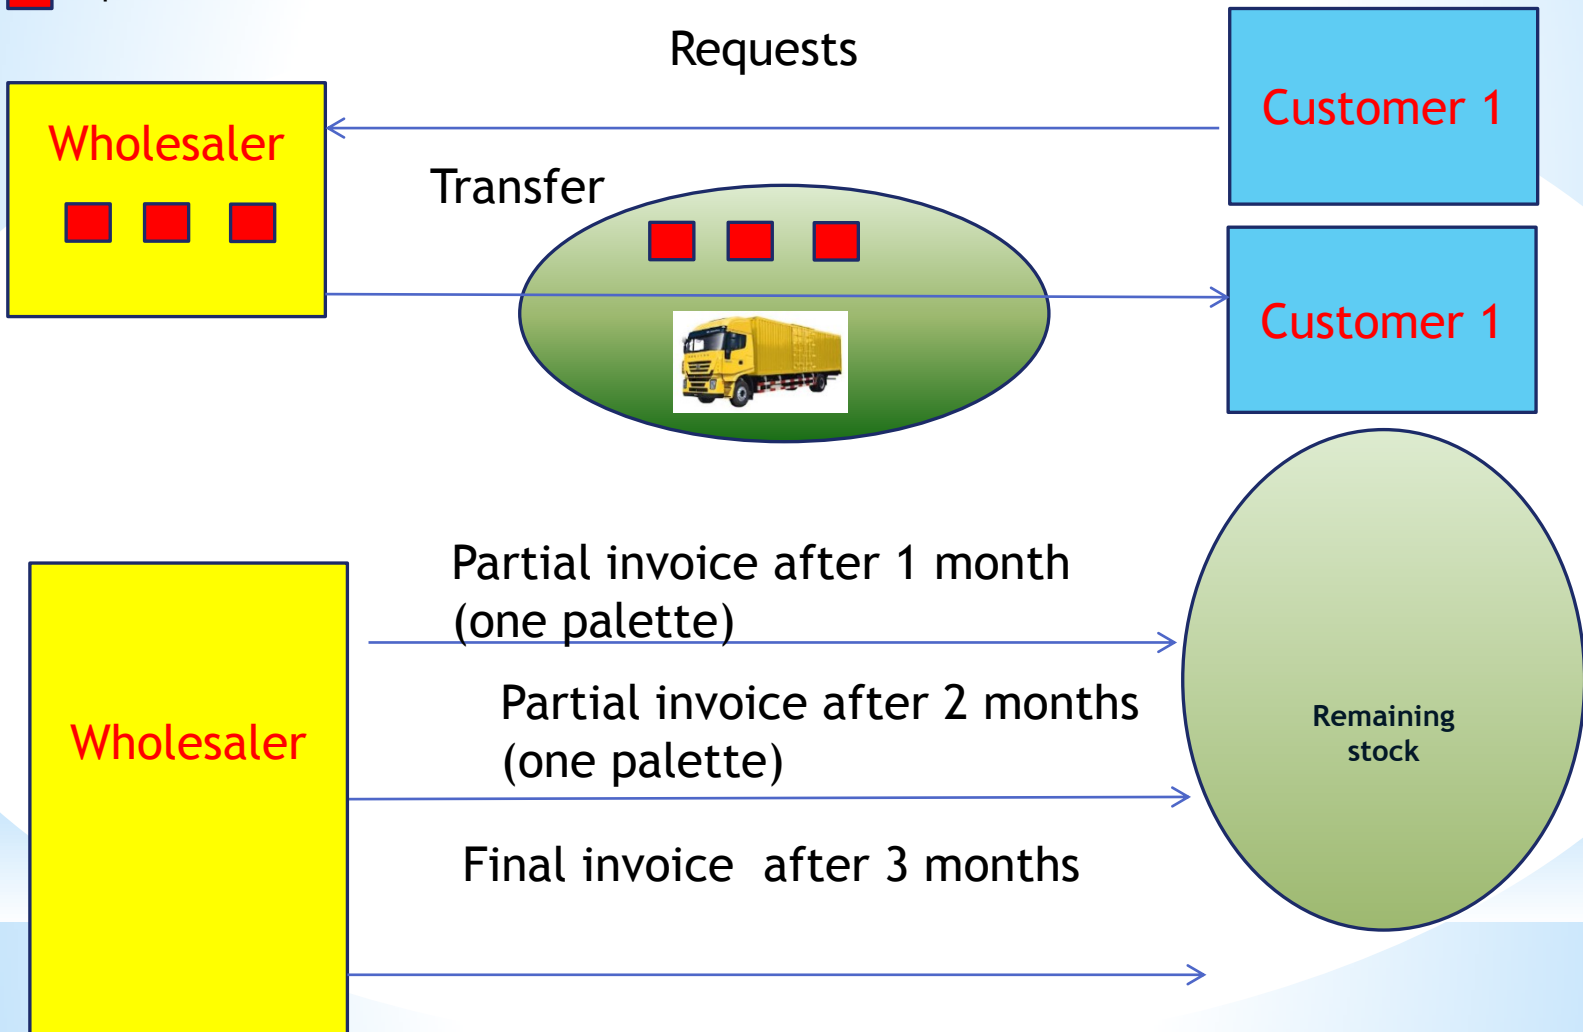 Requests
Customer 1
Wholesaler
Transfer
Customer 1
Partial invoice after 1 month
(one palette)
Partial invoice after 2 months
(one palette)
Wholesaler
Remaining
stock
Final invoice  after 3 months